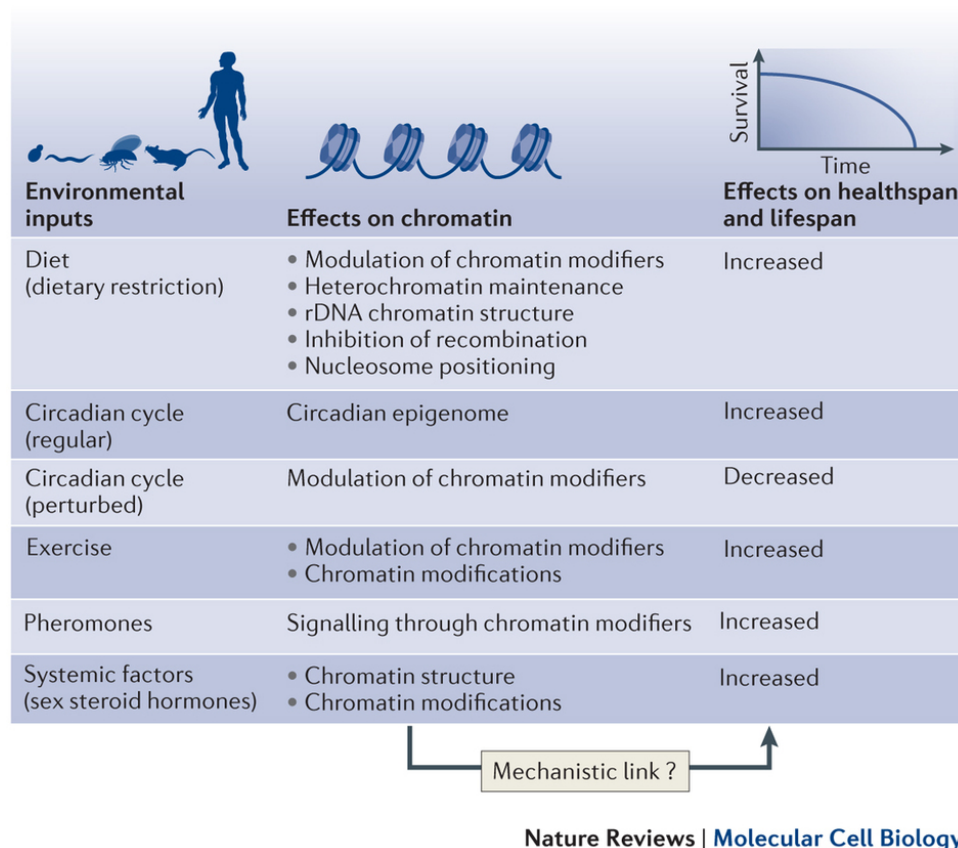 Survival
Time
Environmental
inputs
Effects on chromatin
Effects on healthspan
and lifespan
Diet
(dietary restriction)
• Modulation of chromatin modifiers
• Heterochromatin maintenance
• rDNA chromatin structure
• Inhibition of recombination
• Nucleosome positioning
Increased
Circadian cycle
(regular)
Circadian epigenome
Increased
Circadian cycle
(perturbed)
Modulation of chromatin modifiers
Decreased
Exercise
• Modulation of chromatin modifiers
• Chromatin modifications
Increased
Pheromones
Signalling through chromatin modifiers
Increased
Systemic factors
(sex steroid hormones)
• Chromatin structure
• Chromatin modifications
Increased
Mechanistic link ?
Nature Reviews | Molecular Cell Biology